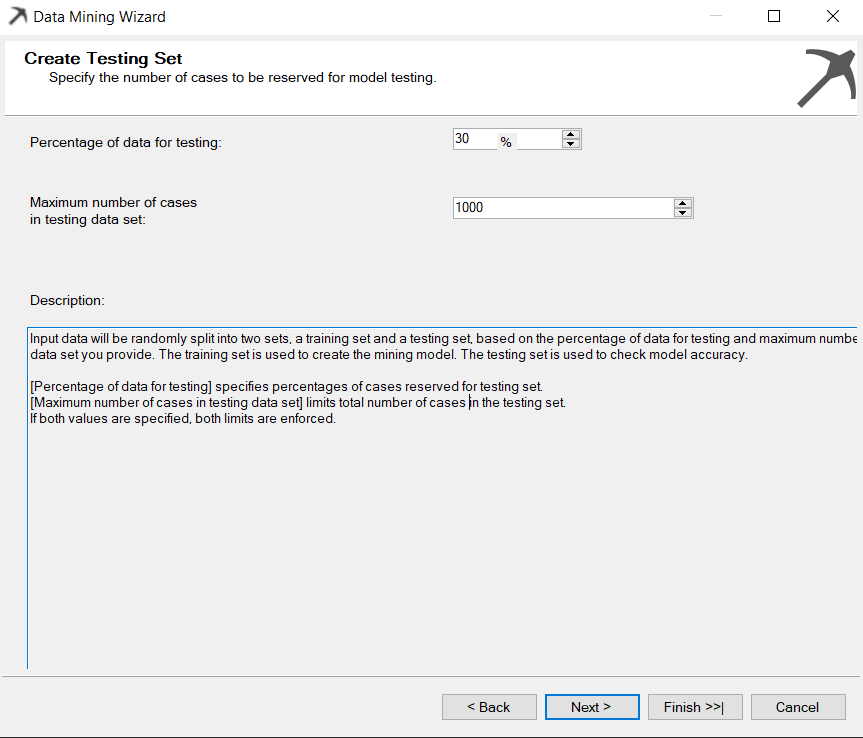 Data Mining Wizard
Create Testing Set
Specify the number of cases to be reserved for model testing.
Percentage of data for testing:
30 %
Maximum number of cases
in testing data set:
1000
Description:
Input data will be randomly split into two sets, a training set and a testing set, based on the percentage of data for testing and maximum numbe
data set you provide. The training set is used to create the mining model. The testing set is used to check model accuracy.
[Percentage of data for testing] specifies percentages of cases reserved for testing set.
[Maximum number of cases in testing data set] limits total number of cases in the testing set.
If both values are specified, both limits are enforced.
< Back
Next >
Finish >>|
Cancel